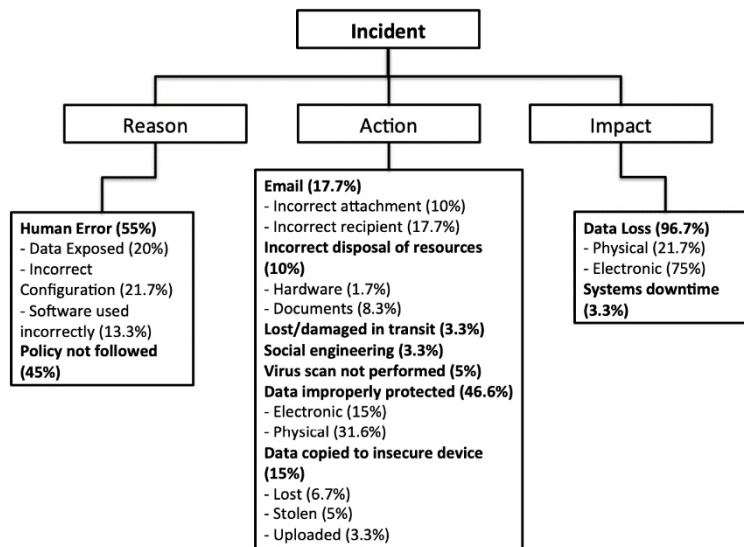 Incident
Reason
Action
Impact
Human Error (55%)
- Data Exposed (20%)
- Incorrect
Configuration (21.7%)
- Software used
incorrectly (13.3%)
Policy not followed
(45%)
Email (17.7%)
- Incorrect attachment (10%)
- Incorrect recipient (17.7%)
Incorrect disposal of resources
(10%)
- Hardware (1.7%)
- Documents (8.3%)
Lost/damaged in transit (3.3%)
Social engineering (3.3%)
Virus scan not performed (5%)
Data improperly protected (46.6%)
- Electronic (15%)
- Physical (31.6%)
Data copied to insecure device
(15%)
- Lost (6.7%)
- Stolen (5%)
- Uploaded (3.3%)
Data Loss (96.7%)
- Physical (21.7%)
- Electronic (75%)
Systems downtime
(3.3%)